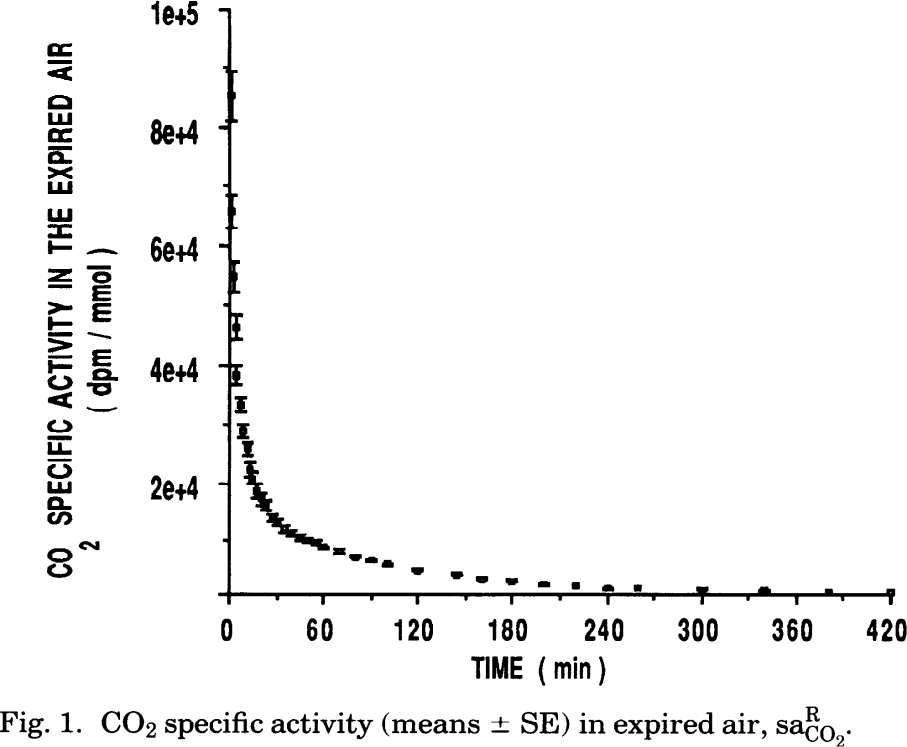 CO2 SPECIFIC ACTIVITY IN THE EXPIRED AIR
( dpm / mmol )
1e+5
8e+4
6e+4
4e+4
2e+4
0 60 120 180 240 300 360 420
TIME ( min )
Fig. 1. CO₂ specific activity (means ± SE) in expired air, saᴿCO₂.